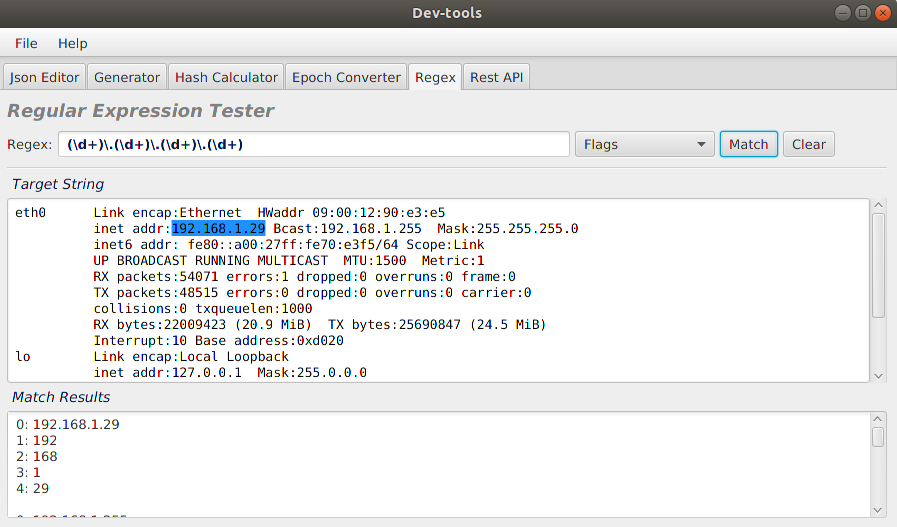 Dev-tools
File Help
Json Editor Generator Hash Calculator Epoch Converter Regex Rest API
Regular Expression Tester
Regex: (\d+)\.(\d+)\.(\d+)\.(\d+) Flags Match Clear
Target String
eth0 Link encap:Ethernet HWaddr 09:00:12:90:e3:e5
inet addr:192.168.1.29 Bcast:192.168.1.255 Mask:255.255.255.0
inet6 addr: fe80::a00:27ff:fe70:e3f5/64 Scope:Link
UP BROADCAST RUNNING MULTICAST MTU:1500 Metric:1
RX packets:54071 errors:1 dropped:0 overruns:0 frame:0
TX packets:48515 errors:0 dropped:0 overruns:0 carrier:0
collisions:0 txqueuelen:1000
RX bytes:22009423 (20.9 MiB) TX bytes:25690847 (24.5 MiB)
Interrupt:10 Base address:0xd020
lo Link encap:Local Loopback
inet addr:127.0.0.1 Mask:255.0.0.0
Match Results
0: 192.168.1.29
1: 192
2: 168
3: 1
4: 29
0: 192.168.1.255